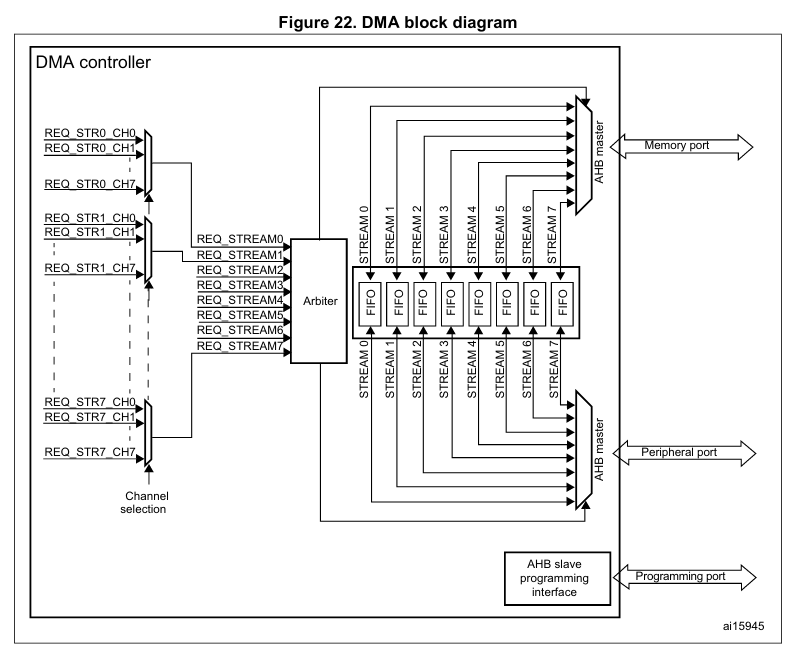 Figure 22. DMA block diagram
DMA controller
REQ_STR0_CH0
REQ_STR0_CH1
REQ_STR0_CH7
REQ_STR1_CH0
REQ_STR1_CH1
REQ_STR1_CH7
REQ_STR7_CH0
REQ_STR7_CH1
REQ_STR7_CH7
Channel
selection
REQ_STREAM0
REQ_STREAM1
REQ_STREAM2
REQ_STREAM3
REQ_STREAM4
REQ_STREAM5
REQ_STREAM6
REQ_STREAM7
Arbiter
STREAM 0
STREAM 1
STREAM 2
STREAM 3
STREAM 4
STREAM 5
STREAM 6
STREAM 7
FIFO
FIFO
FIFO
FIFO
FIFO
FIFO
FIFO
FIFO
STREAM 0
STREAM 1
STREAM 2
STREAM 3
STREAM 4
STREAM 5
STREAM 6
STREAM 7
AHB master
Memory port
AHB master
Peripheral port
AHB slave
programming
interface
Programming port
ai15945